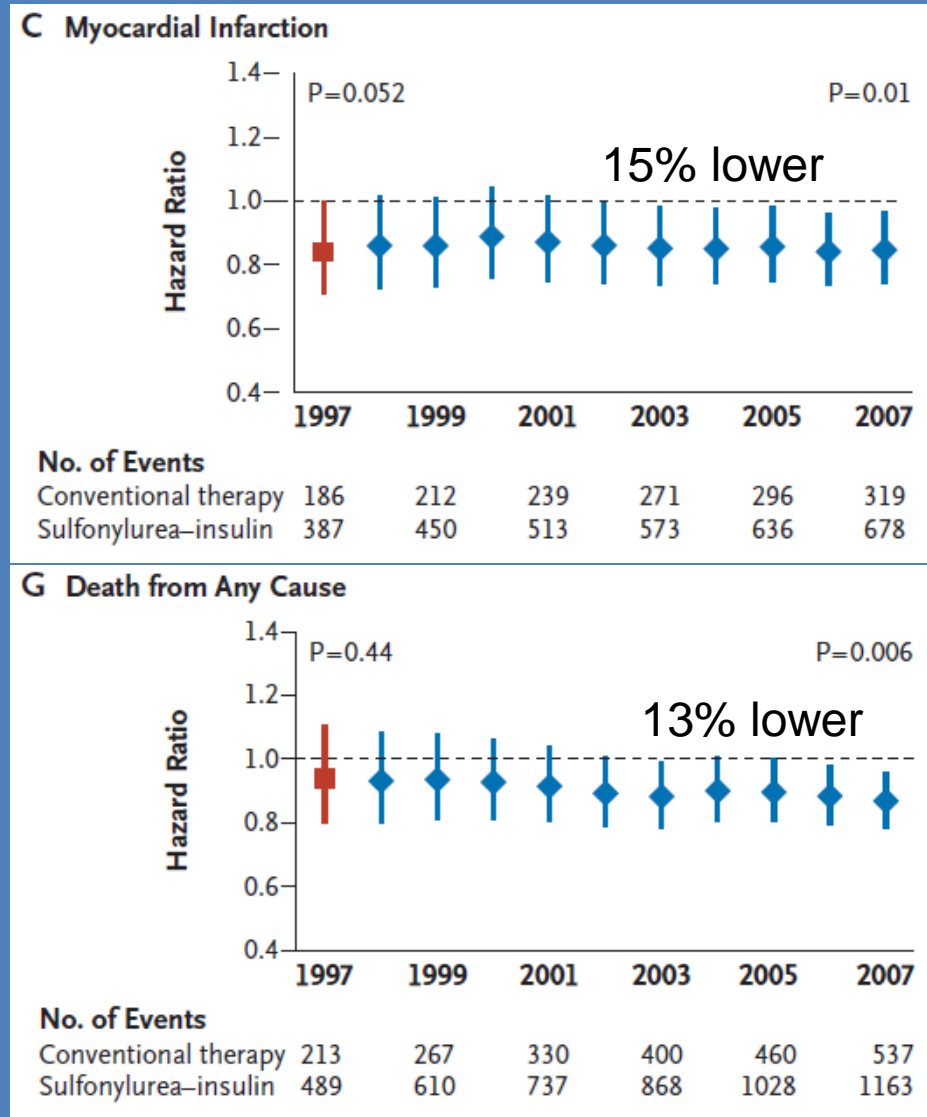 C Myocardial Infarction
1.4
P=0.052 P=0.01
1.2
15% lower
1.0
Hazard Ratio
0.8
0.6
0.4
1997 1999 2001 2003 2005 2007
No. of Events
Conventional therapy 186 212 239 271 296 319
Sulfonylurea–insulin 387 450 513 573 636 678
G Death from Any Cause
1.4
P=0.44 P=0.006
1.2
13% lower
1.0
Hazard Ratio
0.8
0.6
0.4
1997 1999 2001 2003 2005 2007
No. of Events
Conventional therapy 213 267 330 400 460 537
Sulfonylurea–insulin 489 610 737 868 1028 1163